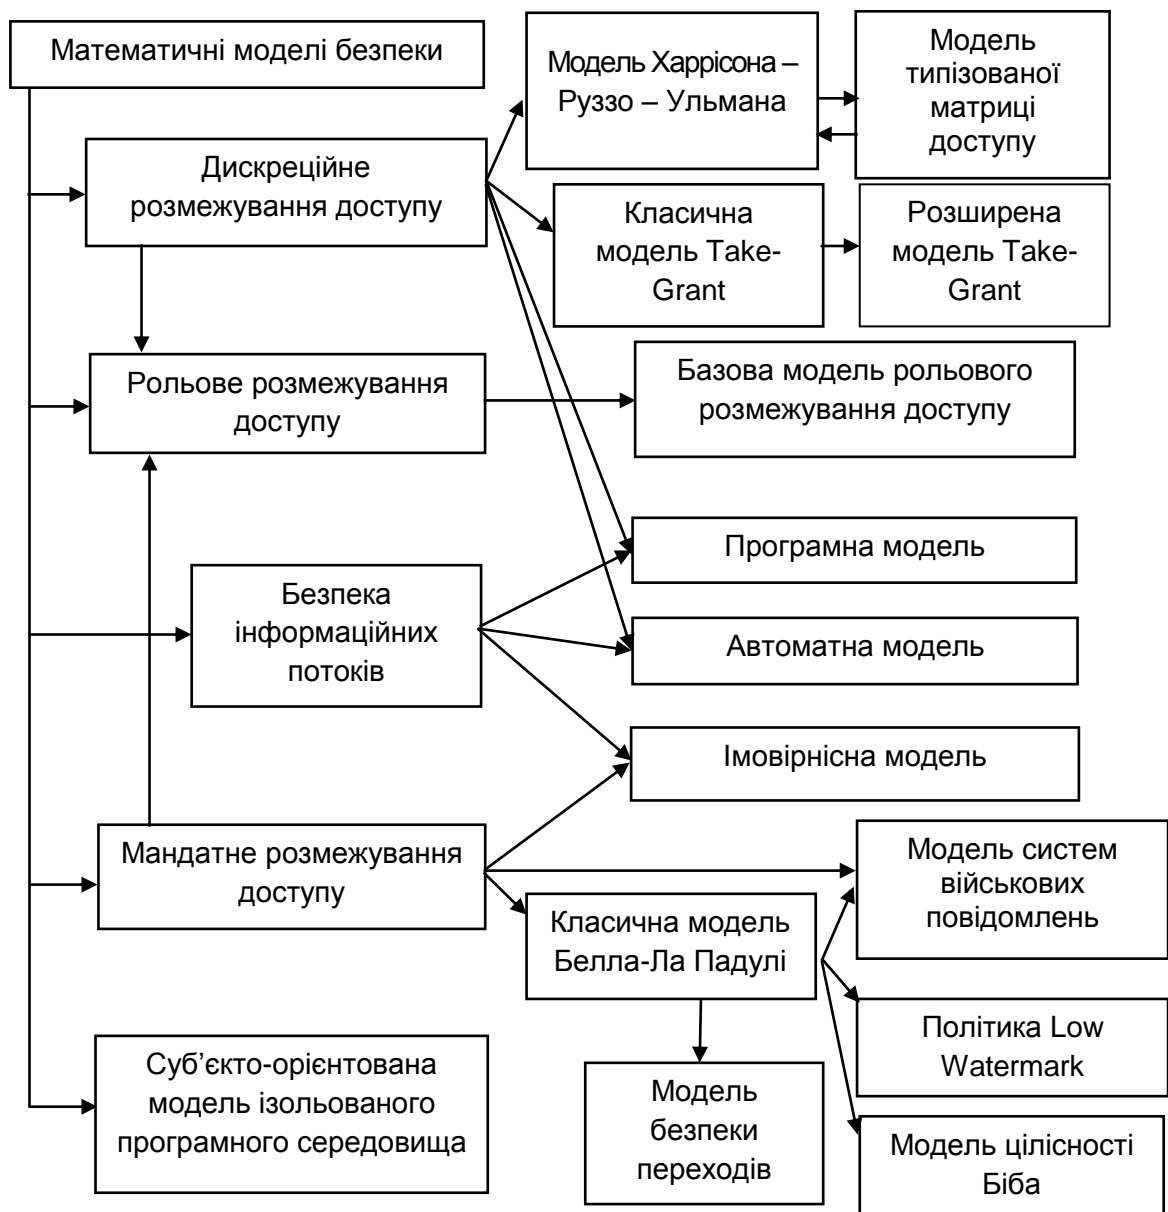 Математичні моделі безпеки
Модель Харрісона –
Руззо – Ульмана
Модель
типізованої
матриці
доступу
Дискреційне
розмежування доступу
Класична
модель Take-
Grant
Розширена
модель Take-
Grant
Рольове розмежування
доступу
Базова модель рольового
розмежування доступу
Програмна модель
Безпека
інформаційних
потоків
Автоматна модель
Імовірнісна модель
Мандатне розмежування
доступу
Модель систем
військових
повідомлень
Класична модель
Белла-Ла Падулі
Політика Low
Watermark
Суб’єкто-орієнтована
модель ізольованого
програмного середовища
Модель
безпеки
переходів
Модель цілісності
Біба